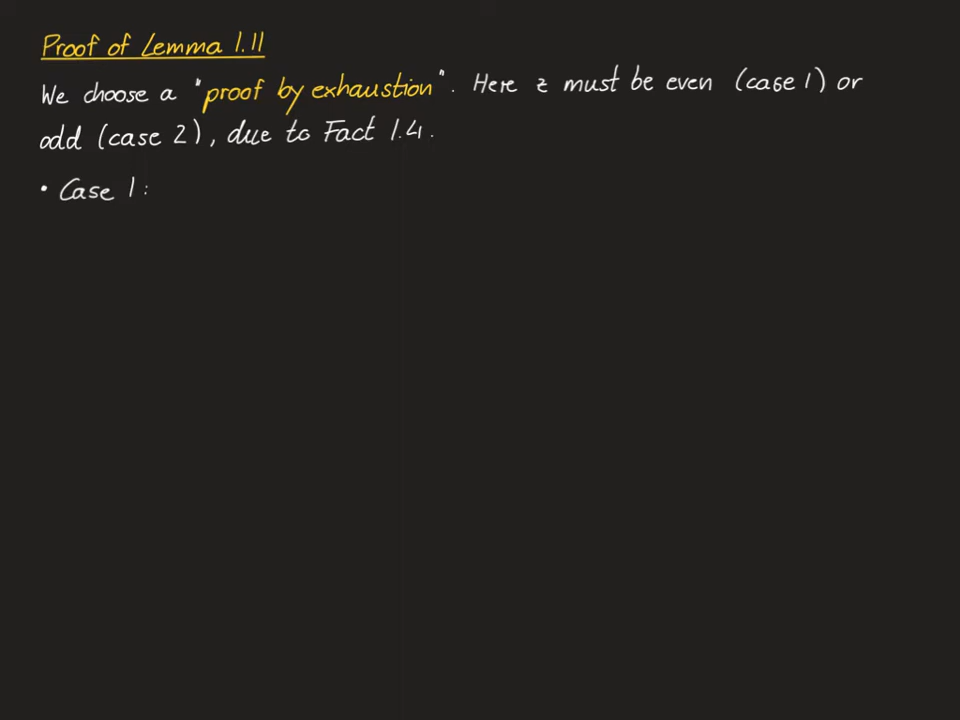 Proof of Lemma 1.11
We choose a "proof by exhaustion". Here z must be even (case 1) or
odd (case 2), due to Fact 1.4.
• Case 1: